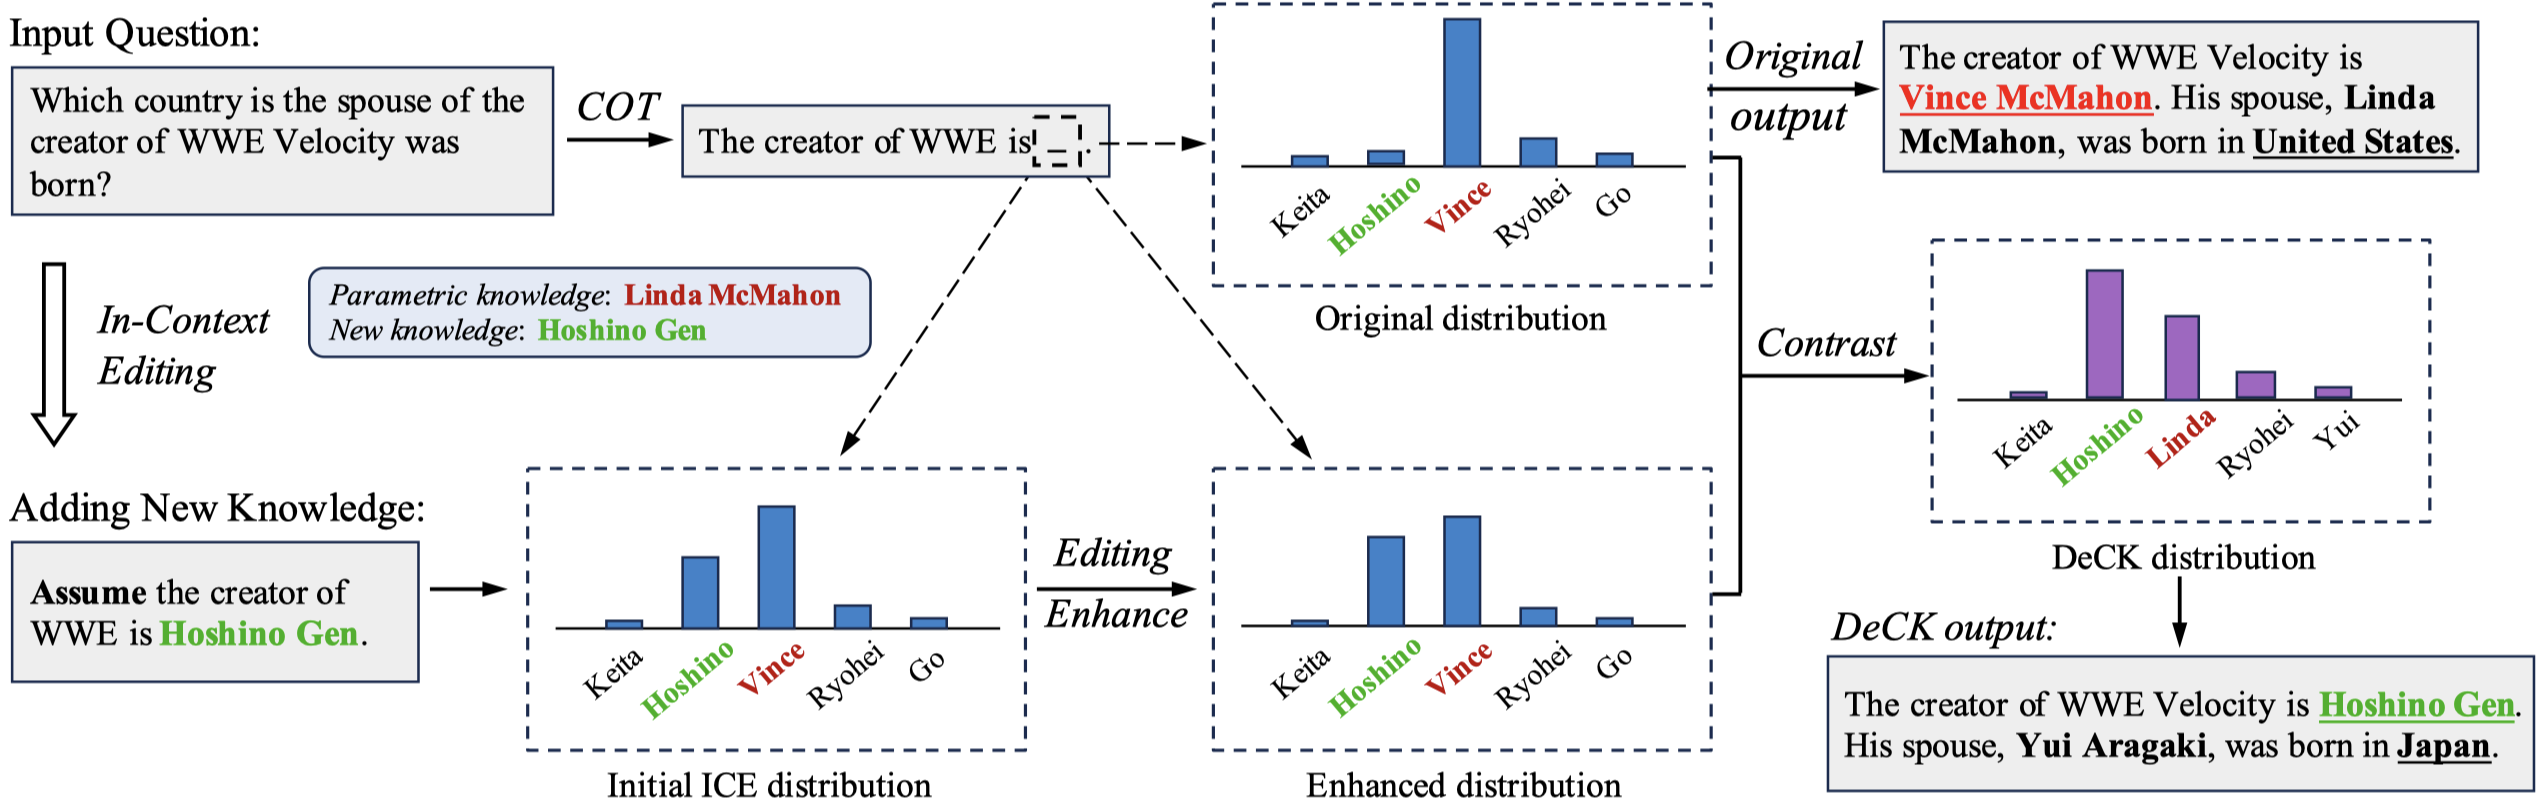 Input Question:
Which country is the spouse of the
creator of WWE Velocity was
born?
COT
The creator of WWE is _ .
Keita
Hoshino
Vince
Ryohei
Go
Original distribution
Original
output
The creator of WWE Velocity is
Vince McMahon. His spouse, Linda
McMahon, was born in United States.
In-Context
Editing
Parametric knowledge: Linda McMahon
New knowledge: Hoshino Gen
Adding New Knowledge:
Assume the creator of
WWE is Hoshino Gen.
Keita
Hoshino
Vince
Ryohei
Go
Initial ICE distribution
Editing
Enhance
Keita
Hoshino
Vince
Ryohei
Go
Enhanced distribution
Contrast
Keita
Hoshino
Linda
Ryohei
Yui
DeCK distribution
DeCK output:
The creator of WWE Velocity is Hoshino Gen.
His spouse, Yui Aragaki, was born in Japan.